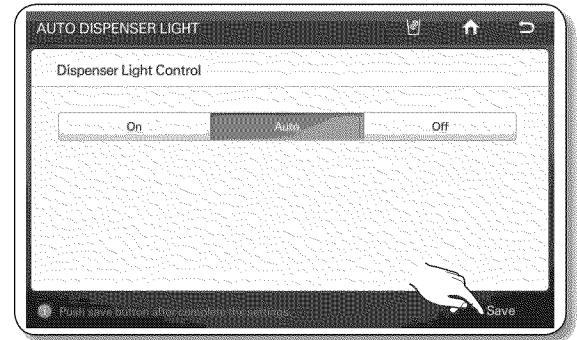 AUTO DISPENSER LIGHT
Dispenser Light Control
On Auto Off
Push save button after complete the settings.
Save